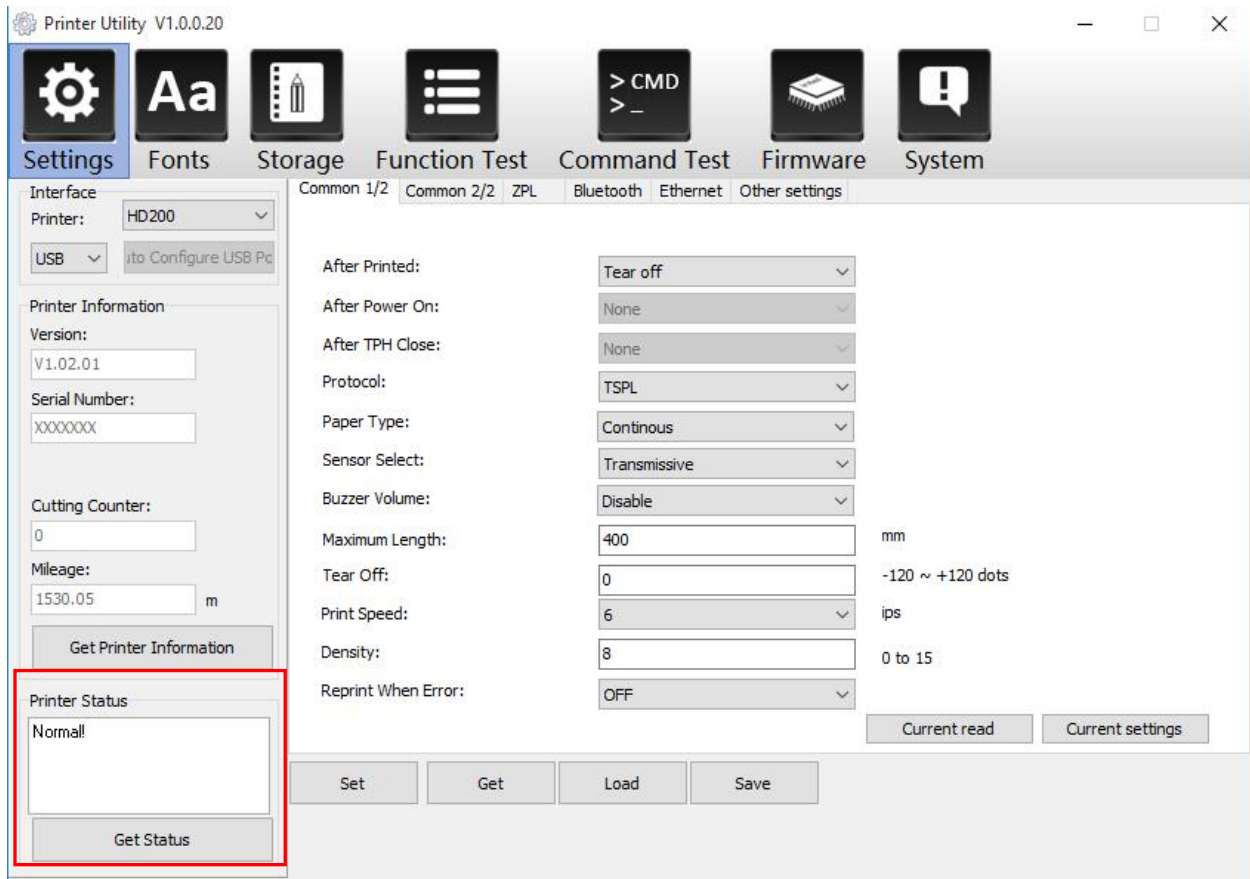 Printer Utility V1.0.0.20
Aa
> CMD
> _
Settings Fonts Storage Function Test Command Test Firmware System
Interface
Printer: HD200
USB uto Configure USB Po
Printer Information
Version:
V1.02.01
Serial Number:
XXXXXXX
Cutting Counter:
0
Mileage:
1530.05 m
Get Printer Information
Printer Status
Normal!
Get Status
Common 1/2 Common 2/2 ZPL Bluetooth Ethernet Other settings
After Printed: Tear off
After Power On: None
After TPH Close: None
Protocol: TSPL
Paper Type: Continous
Sensor Select: Transmissive
Buzzer Volume: Disable
Maximum Length: 400 mm
Tear Off: 0 -120 ~ +120 dots
Print Speed: 6 ips
Density: 8 0 to 15
Reprint When Error: OFF
Current read Current settings
Set Get Load Save